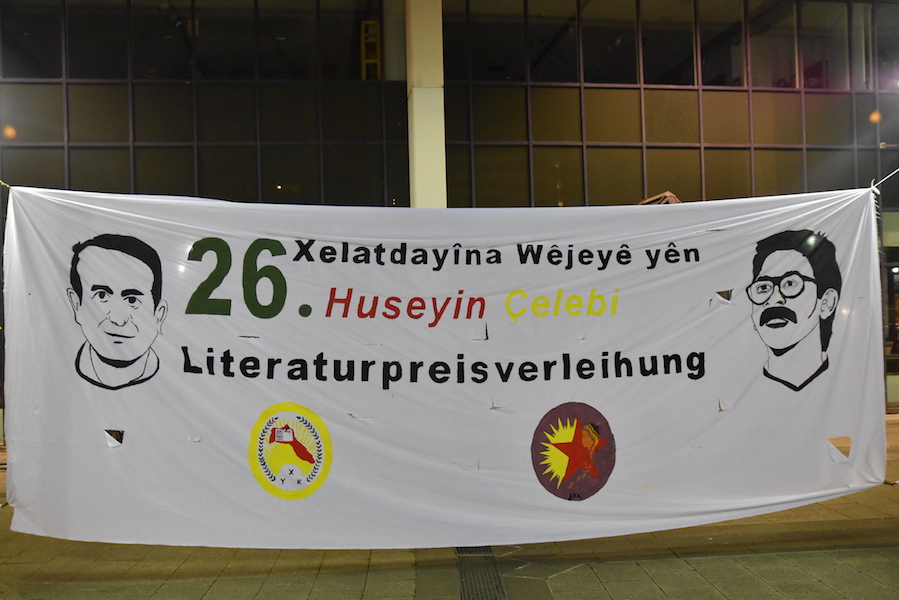 26. Xelatdayîna Wêjeyê yên
Huseyin Çelebi
Literaturpreisverleihung
X
Y K